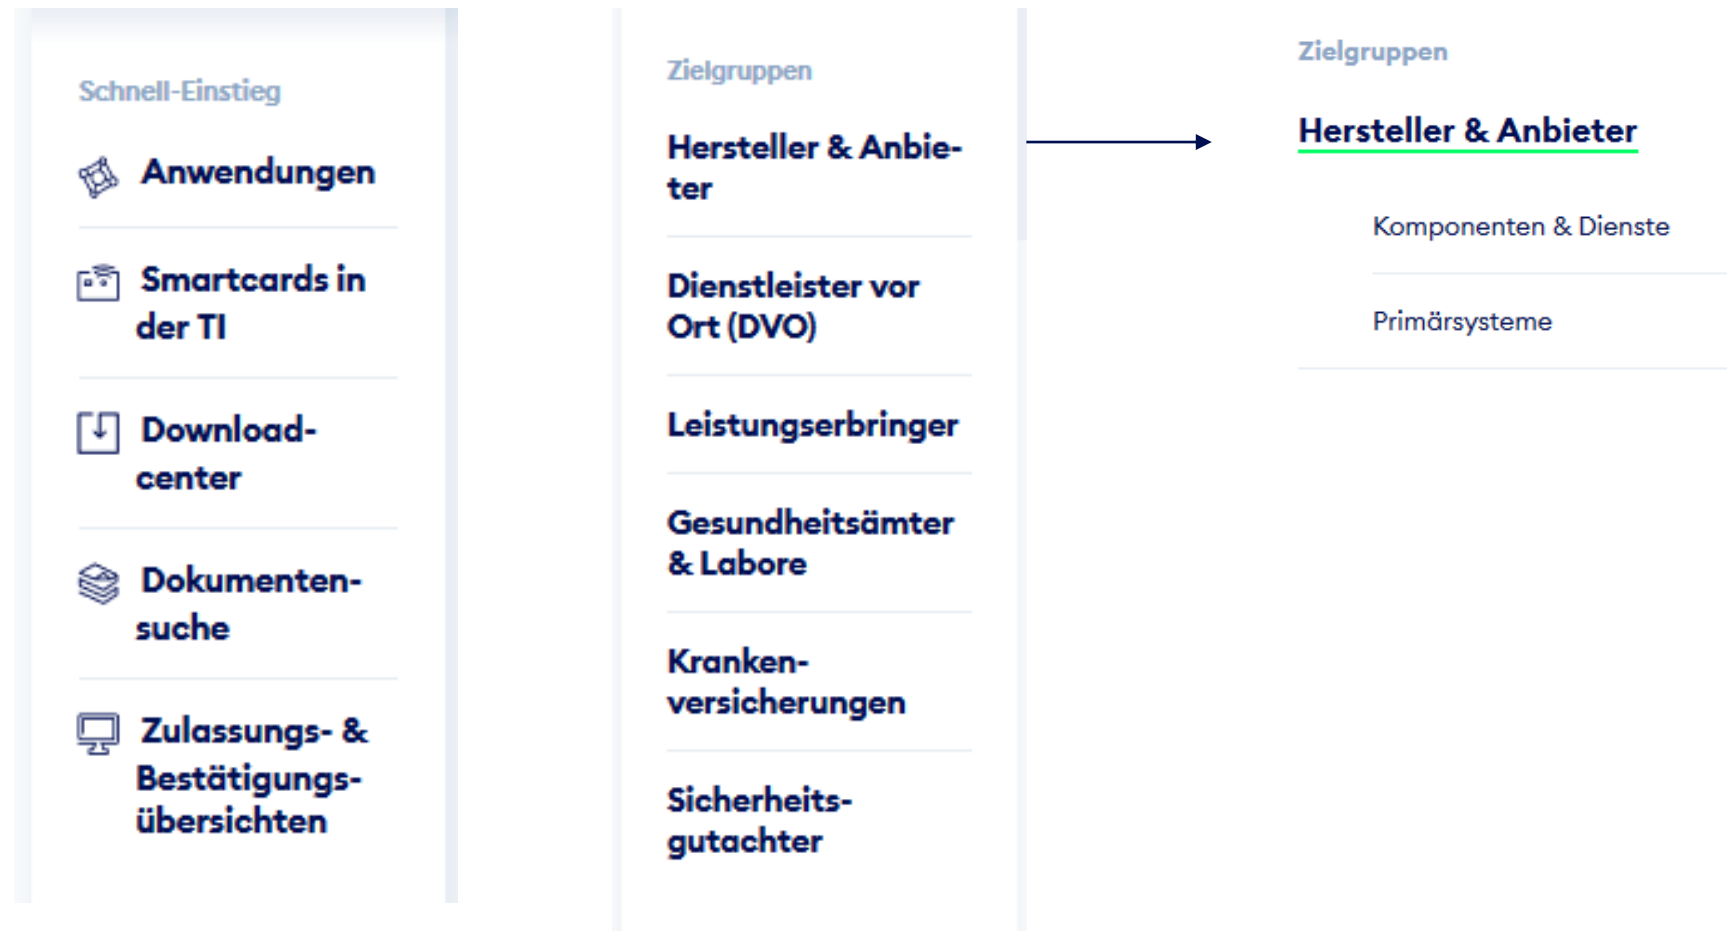 Schnell-Einstieg
Anwendungen
Smartcards in
der TI
Download-
center
Dokumenten-
suche
Zulassungs- &
Bestätigungs-
übersichten
Zielgruppen
Hersteller & Anbie-
ter
Dienstleister vor
Ort (DVO)
Leistungserbringer
Gesundheitsämter
& Labore
Kranken-
versicherungen
Sicherheits-
gutachter
Zielgruppen
Hersteller & Anbieter
Komponenten & Dienste
Primärsysteme